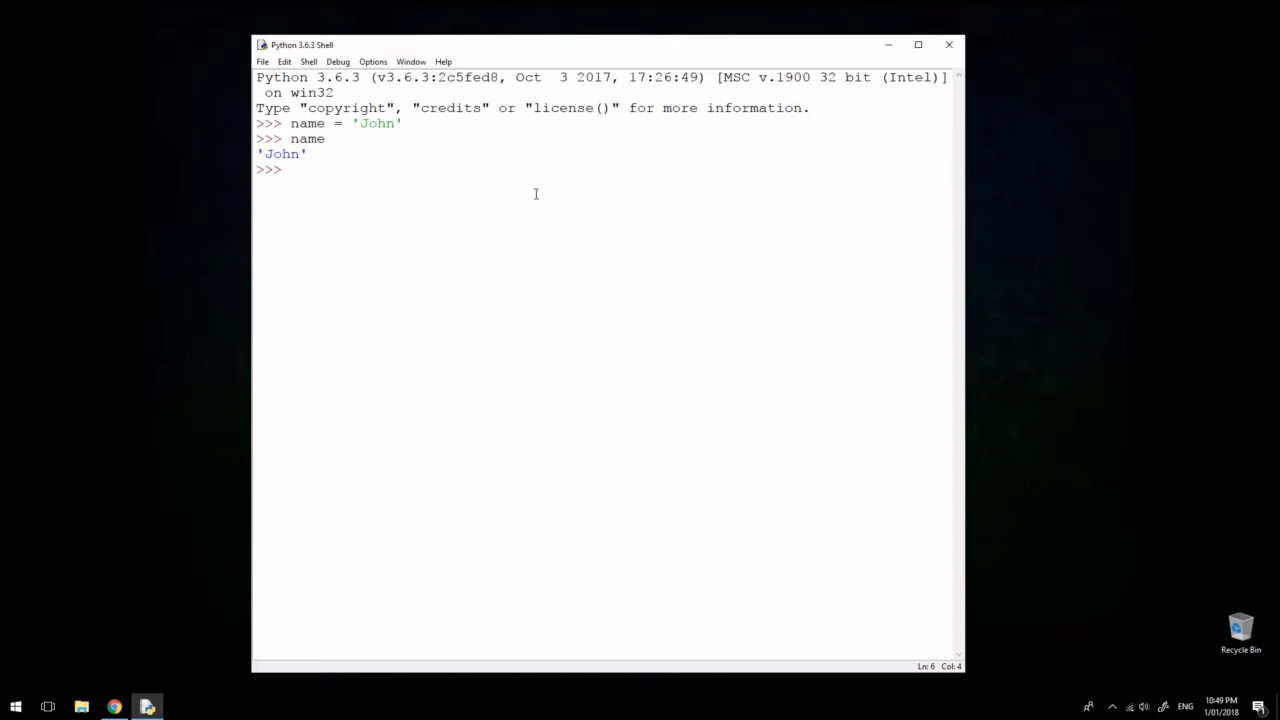 Python 3.6.3 Shell
File Edit Shell Debug Options Window Help
Python 3.6.3 (v3.6.3:2c5fed8, Oct  3 2017, 17:26:49) [MSC v.1900 32 bit (Intel)]
 on win32
Type "copyright", "credits" or "license()" for more information.
>>> name = 'John'
>>> name
'John'
>>>
Ln: 6 Col: 4
Recycle Bin
ENG
10:49 PM
1/01/2018
1